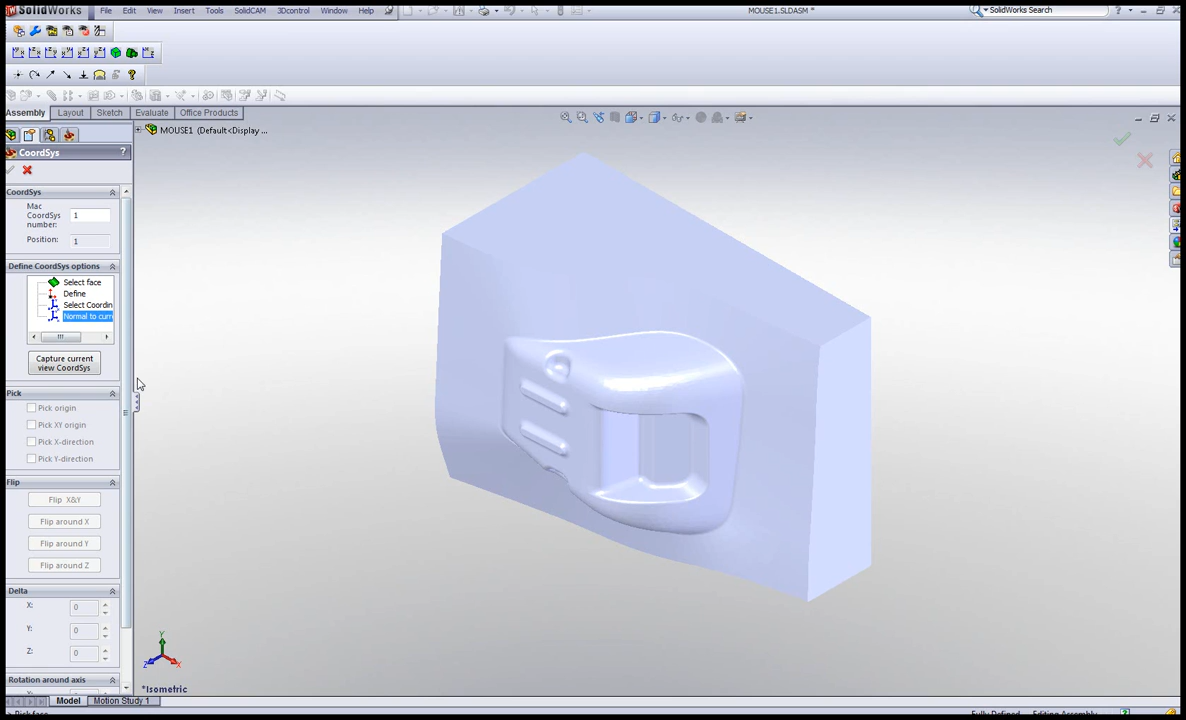 SolidWorks File Edit View Insert Tools SolidCAM 3Dcontrol Window Help MOUSE1.SLDASM * SolidWorks Search
Assembly Layout Sketch Evaluate Office Products
MOUSE1 (Default<Display ...
CoordSys ?
CoordSys
Mac
CoordSys
number:
1
Position: 1
Define CoordSys options
Select face
Define
Select Coordin
Normal to curr
Capture current
view CoordSys
Pick
Pick origin
Pick XY origin
Pick X-direction
Pick Y-direction
Flip
Flip X&Y
Flip around X
Flip around Y
Flip around Z
Delta
X: 0
Y: 0
Z: 0
Rotation around axis
Y
Z
X
*Isometric
Model Motion Study 1
Pick face Fully Defined Editing Assembly